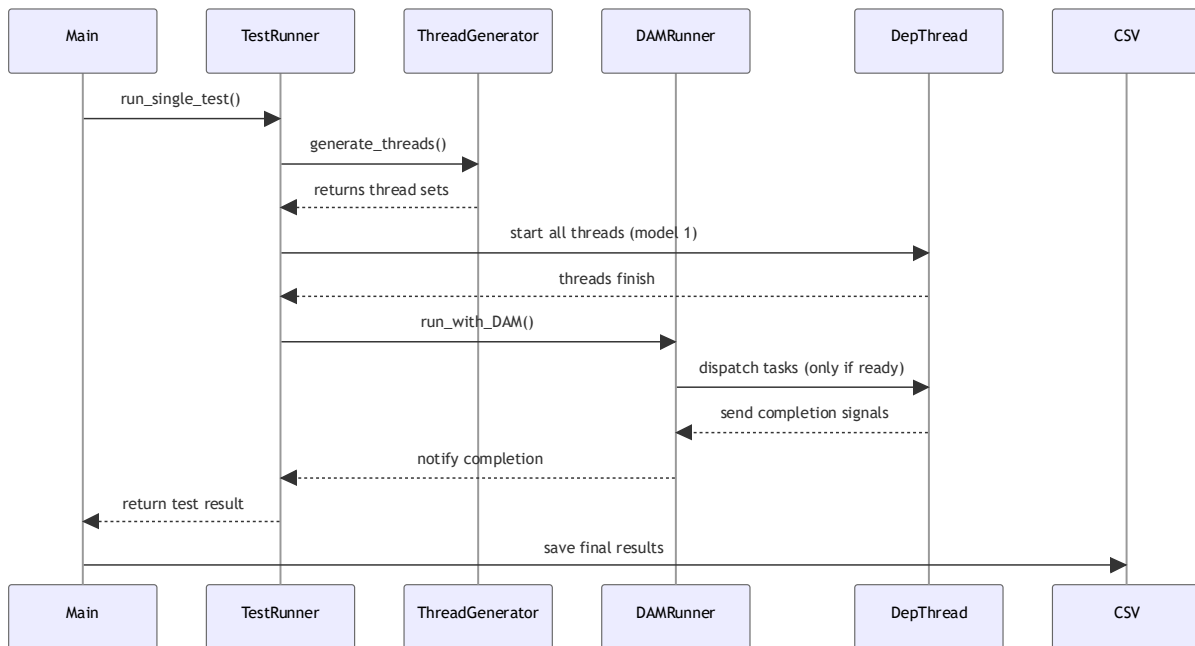 Main
TestRunner
ThreadGenerator
DAMRunner
DepThread
CSV
run_single_test()
generate_threads()
returns thread sets
start all threads (model 1)
threads finish
run_with_DAM()
dispatch tasks (only if ready)
send completion signals
notify completion
return test result
save final results
Main
TestRunner
ThreadGenerator
DAMRunner
DepThread
CSV